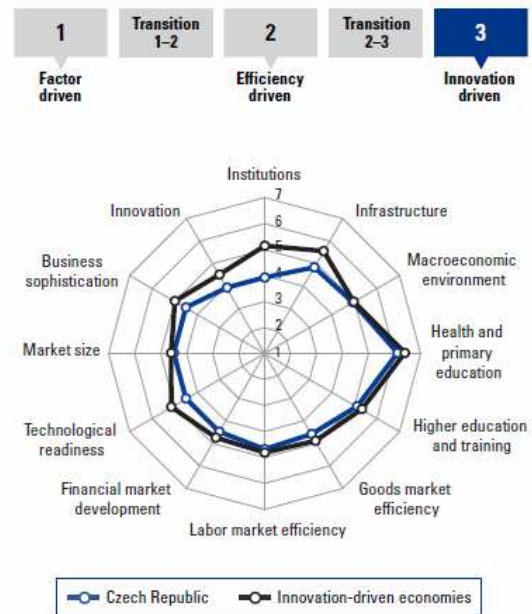 1
Transition
1–2
2
Transition
2–3
3
Factor
driven
Efficiency
driven
Innovation
driven
Institutions
Innovation
Infrastructure
Business
sophistication
Macroeconomic
environment
Market size
Health and
primary
education
Technological
readiness
Higher education
and training
Financial market
development
Goods market
efficiency
Labor market efficiency
7
6
5
4
3
2
1
Czech Republic
Innovation-driven economies